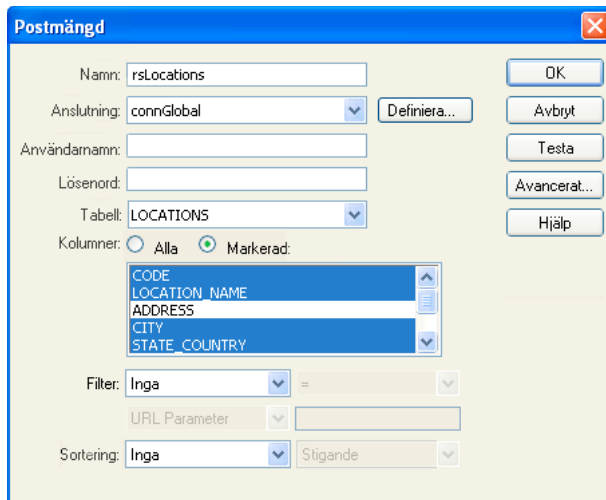 Postmängd
Namn: rsLocations OK
Anslutning: connGlobal Definiera... Avbryt
Användarnamn: Testa
Lösenord: Avancerat...
Tabell: LOCATIONS Hjälp
Kolumner: Alla Markerad:
CODE
LOCATION_NAME
ADDRESS
CITY
STATE_COUNTRY
Filter: Inga =
URL Parameter
Sortering: Inga Stigande